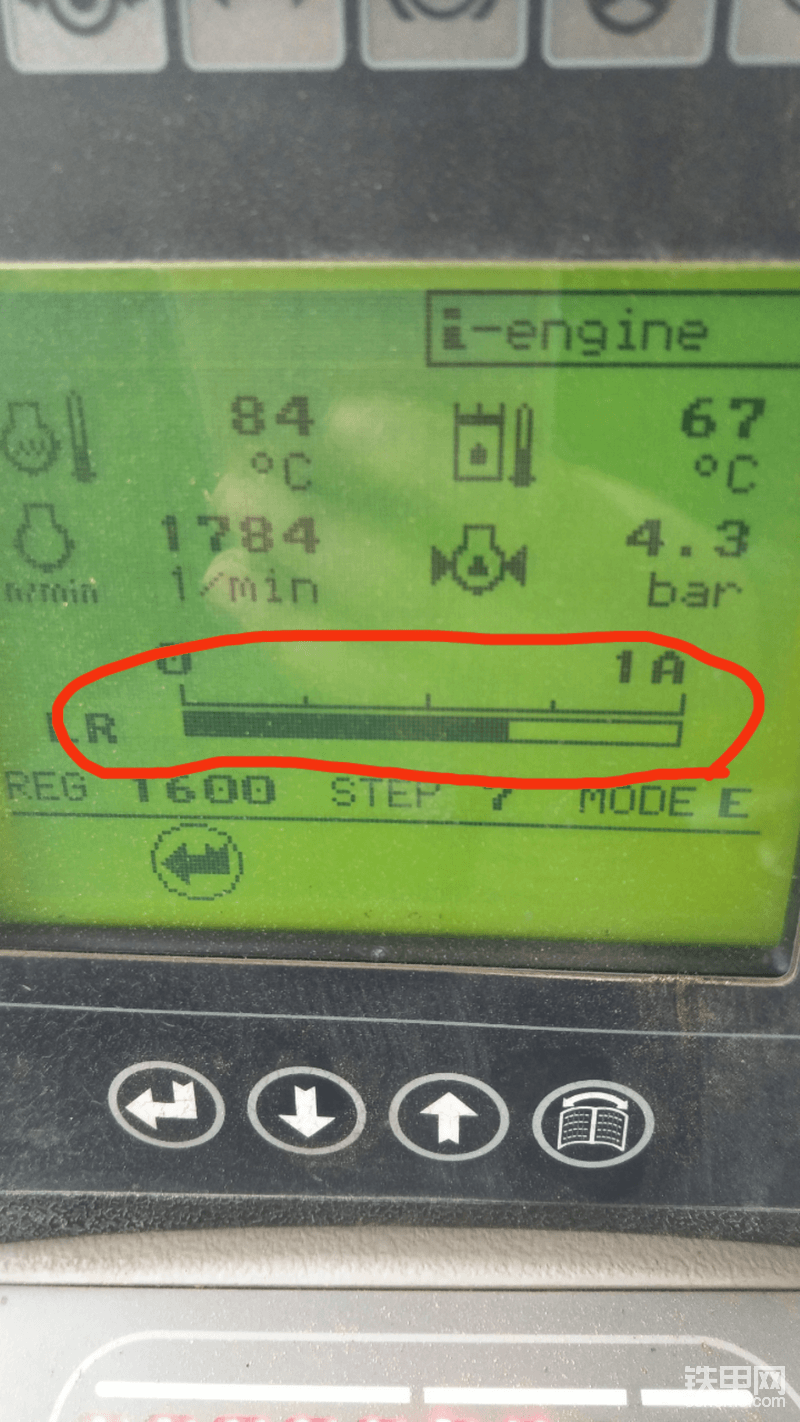 i-engine
84 67
°C °C
1784 4.3
1/min bar
0 1A
LR
REG 1600 STEP 7 MODE E
铁甲网